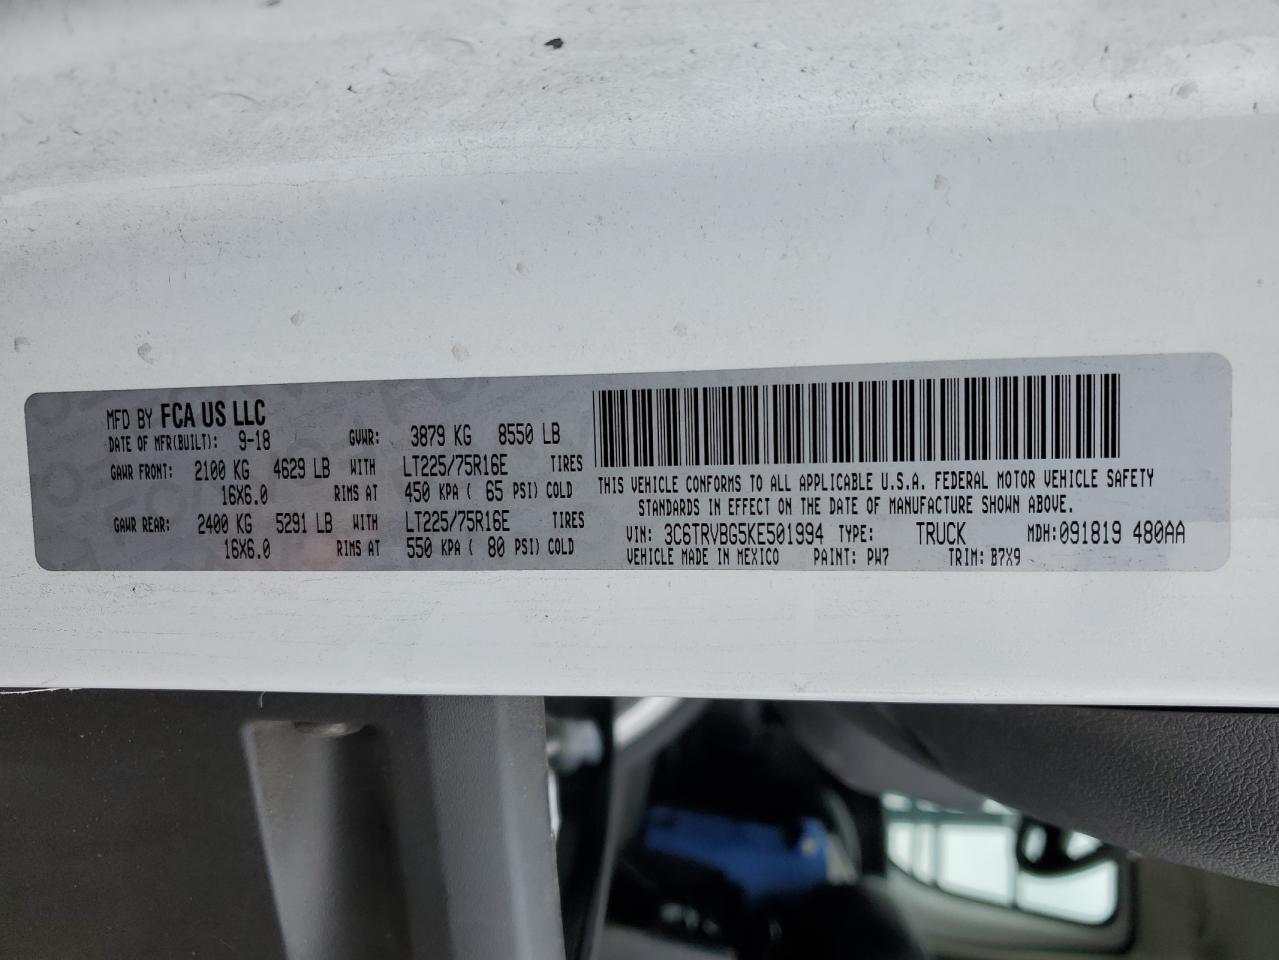 MFD BY FCA US LLC
DATE OF MFR(BUILT): 9-18 GVWR: 3879 KG 8550 LB
GAWR FRONT: 2100 KG 4629 LB WITH LT225/75R16E TIRES
16X6.0 RIMS AT 450 KPA ( 65 PSI) COLD
GAWR REAR: 2400 KG 5291 LB WITH LT225/75R16E TIRES
16X6.0 RIMS AT 550 KPA ( 80 PSI) COLD
THIS VEHICLE CONFORMS TO ALL APPLICABLE U.S.A. FEDERAL MOTOR VEHICLE SAFETY
STANDARDS IN EFFECT ON THE DATE OF MANUFACTURE SHOWN ABOVE.
VIN: 3C6TRVBG5KE501994 TYPE: TRUCK MDH:091819 480AA
VEHICLE MADE IN MEXICO PAINT: PW7 TRIM: B7X9